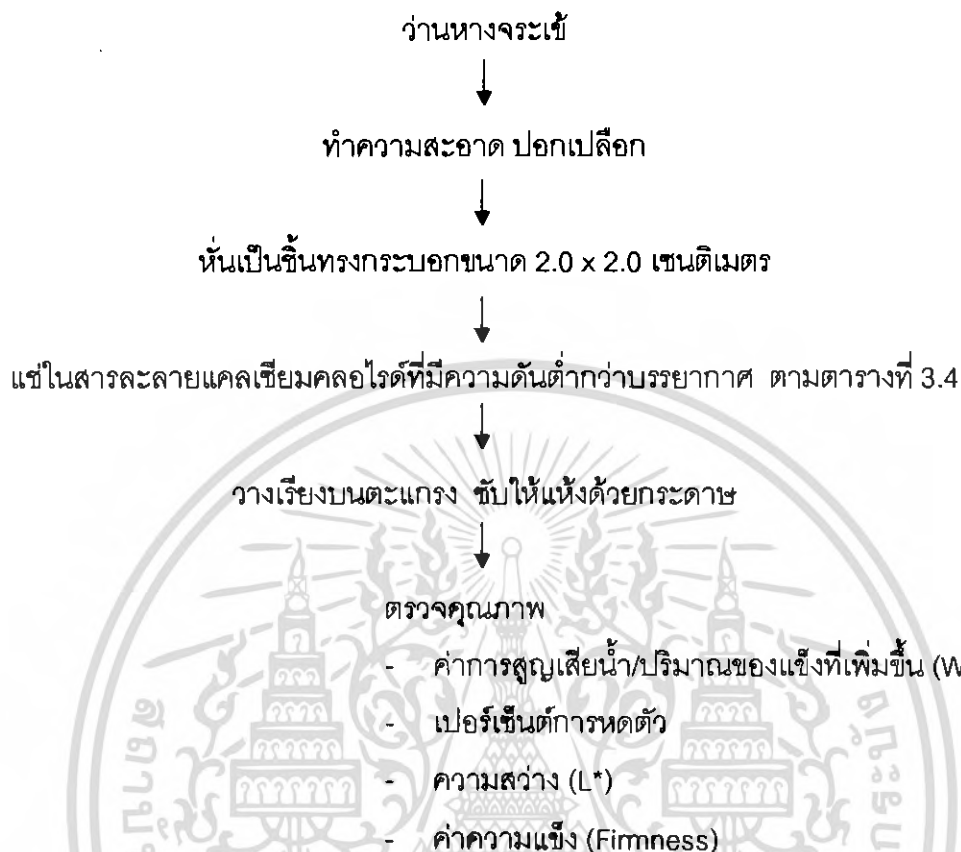 ว่านหางจระเข้
ทำความสะอาด ปอกเปลือก
หั่นเป็นชิ้นทรงกระบอกขนาด 2.0 x 2.0 เซนติเมตร
แช่ในสารละลายแคลเซียมคลอไรด์ที่มีความดันต่ำกว่าบรรยากาศ ตามตารางที่ 3.4
วางเรียงบนตะแกรง ซับให้แห้งด้วยกระดาษ
ตรวจคุณภาพ
- ค่าการสูญเสียน้ำ/ปริมาณของแข็งที่เพิ่มขึ้น (W
- เปอร์เซ็นต์การหดตัว
- ความสว่าง (L*)
- ค่าความแข็ง (Firmness)